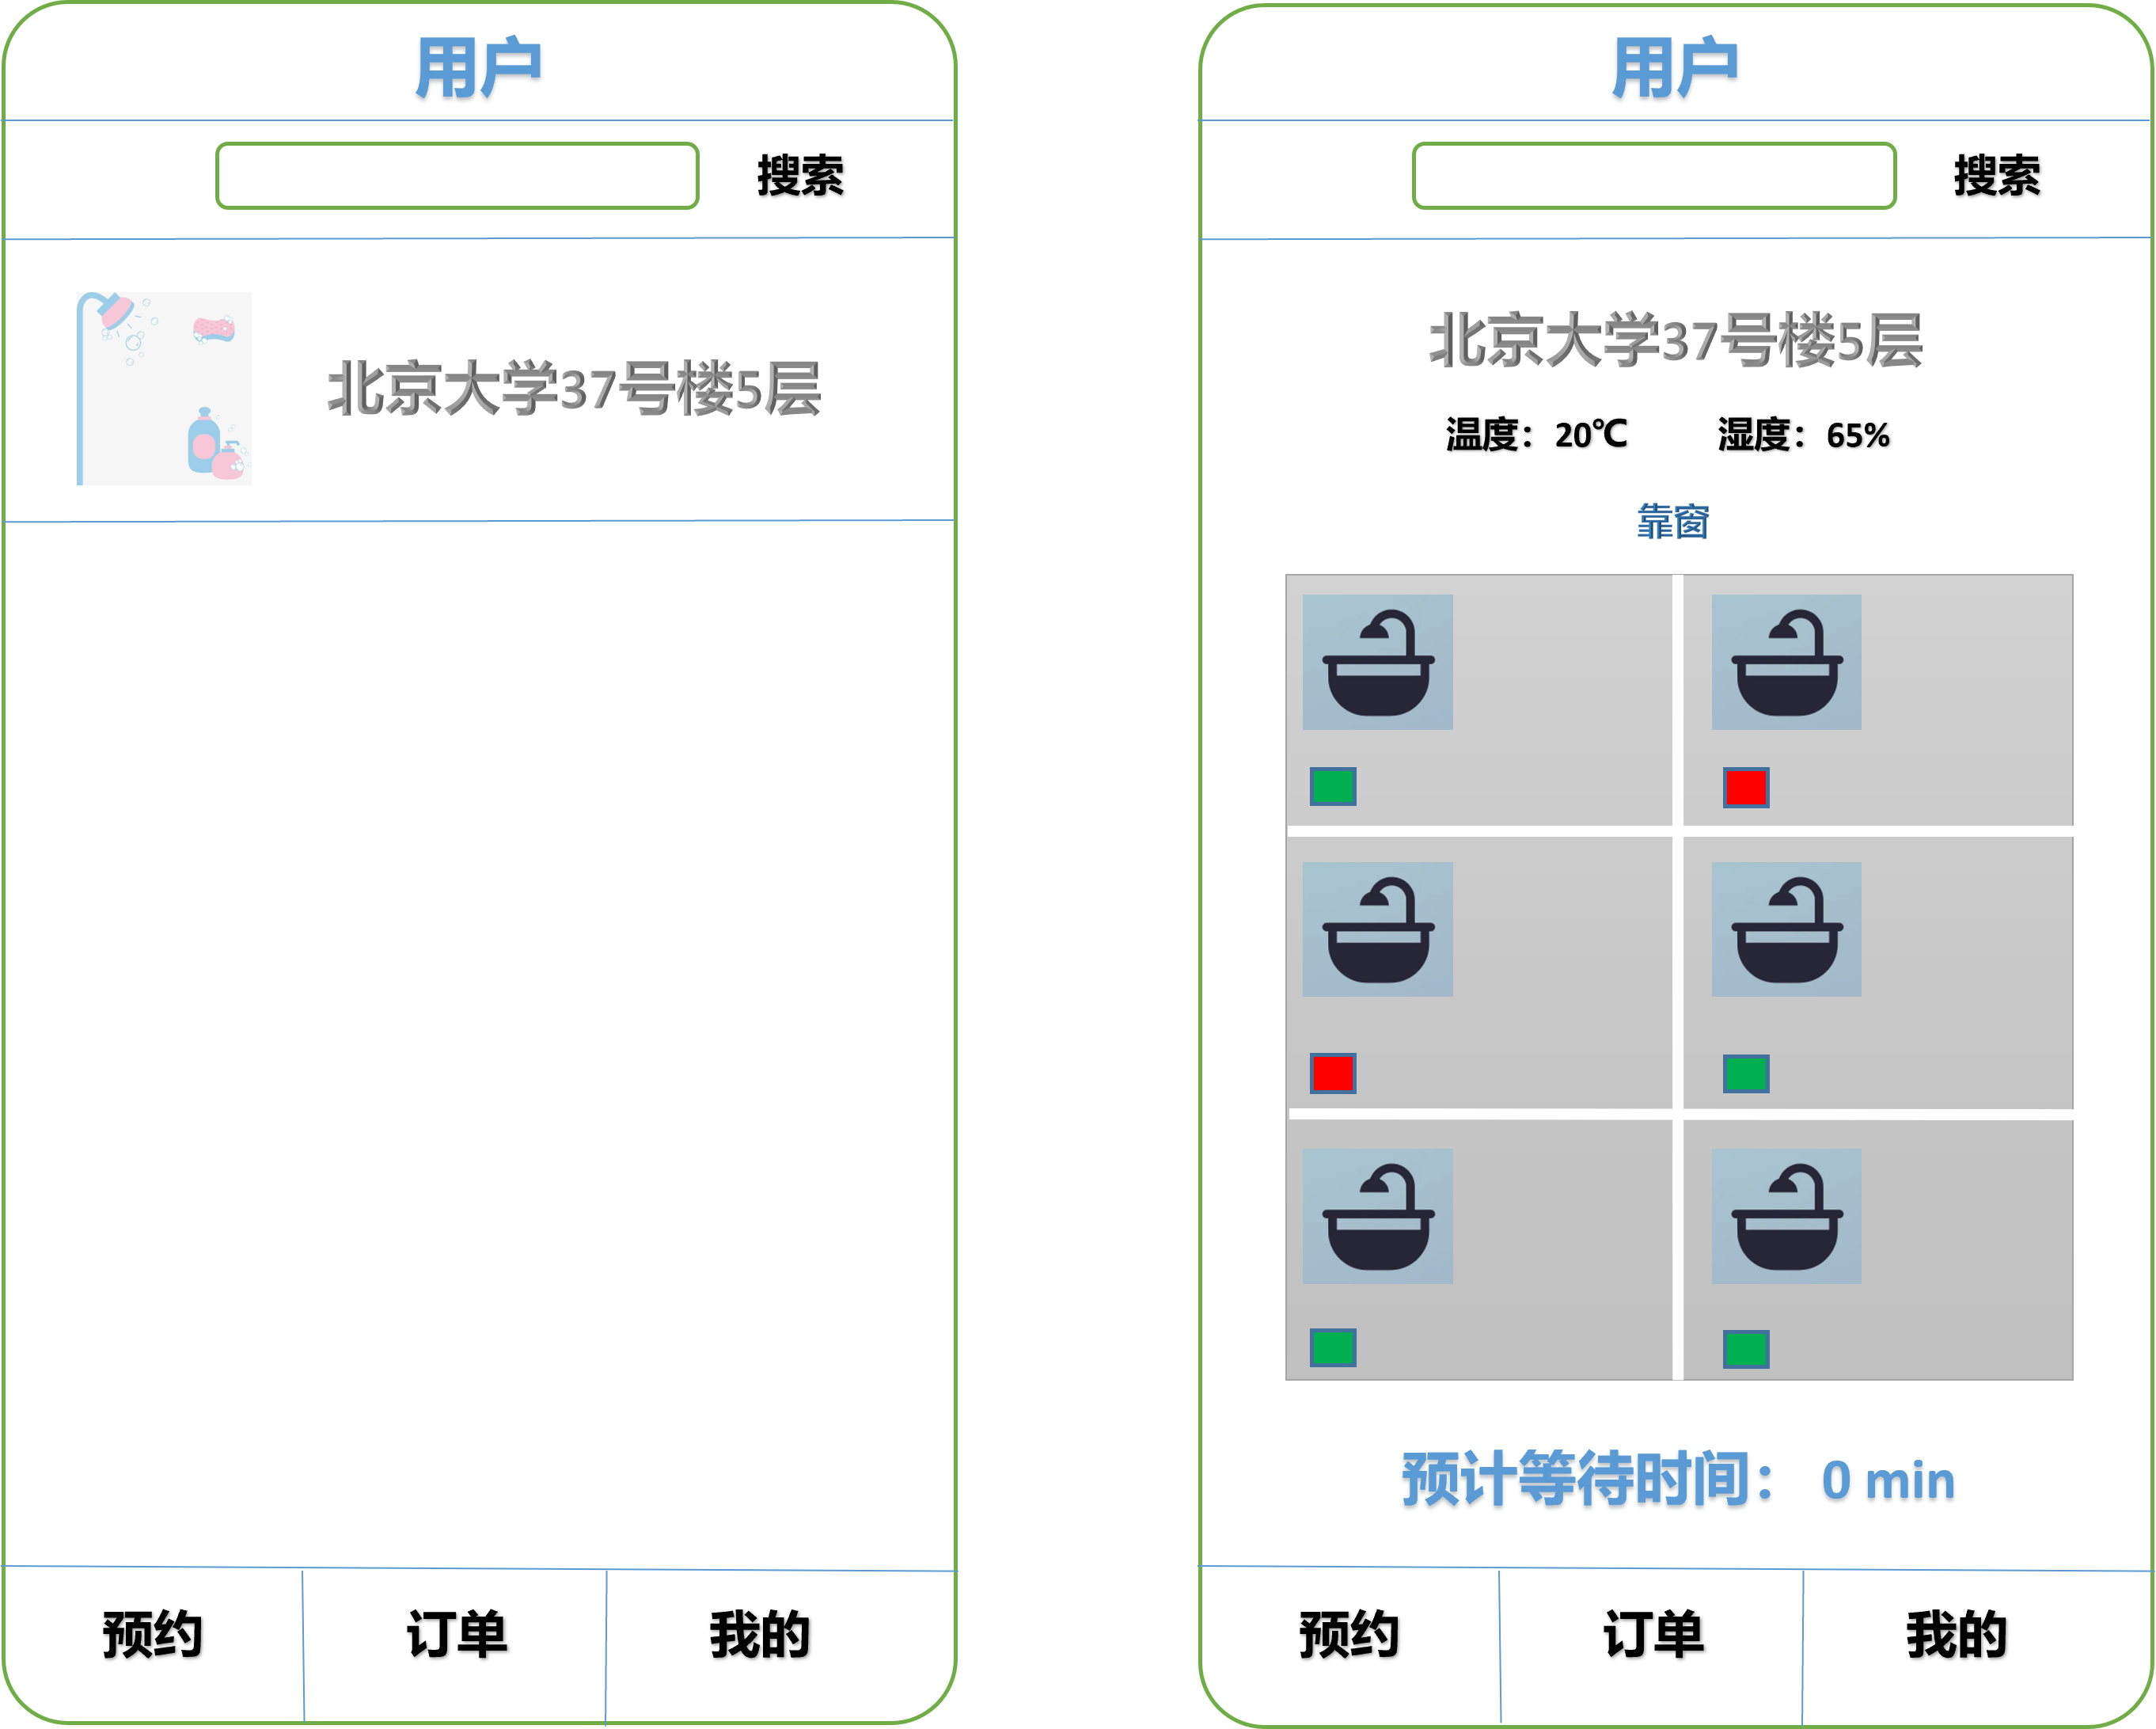 用户
搜索
北京大学37号楼5层
预约
订单
我的
用户
搜索
北京大学37号楼5层
温度：20℃
湿度：65%
靠窗
预计等待时间： 0 min
预约
订单
我的